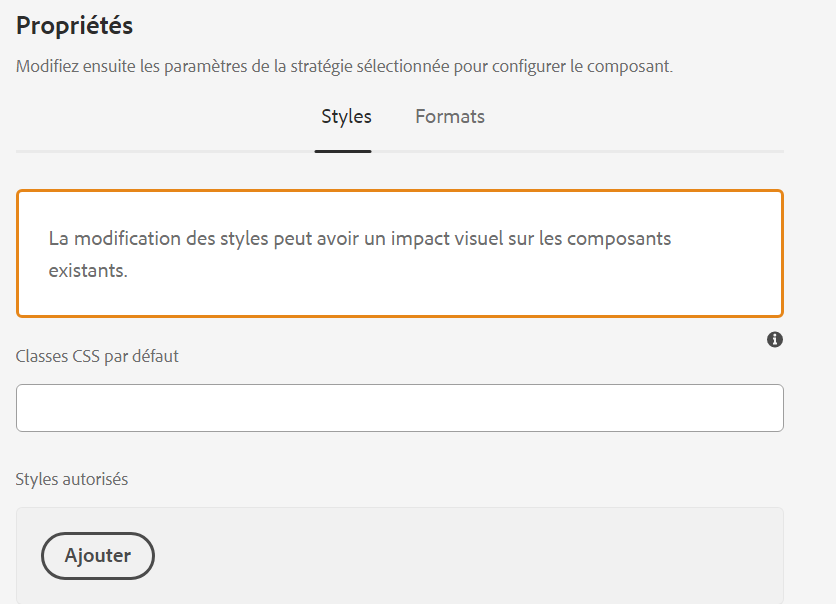 Propriétés
Modifiez ensuite les paramètres de la stratégie sélectionnée pour configurer le composant.
Styles Formats
La modification des styles peut avoir un impact visuel sur les composants
existants.
Classes CSS par défaut
Styles autorisés
Ajouter